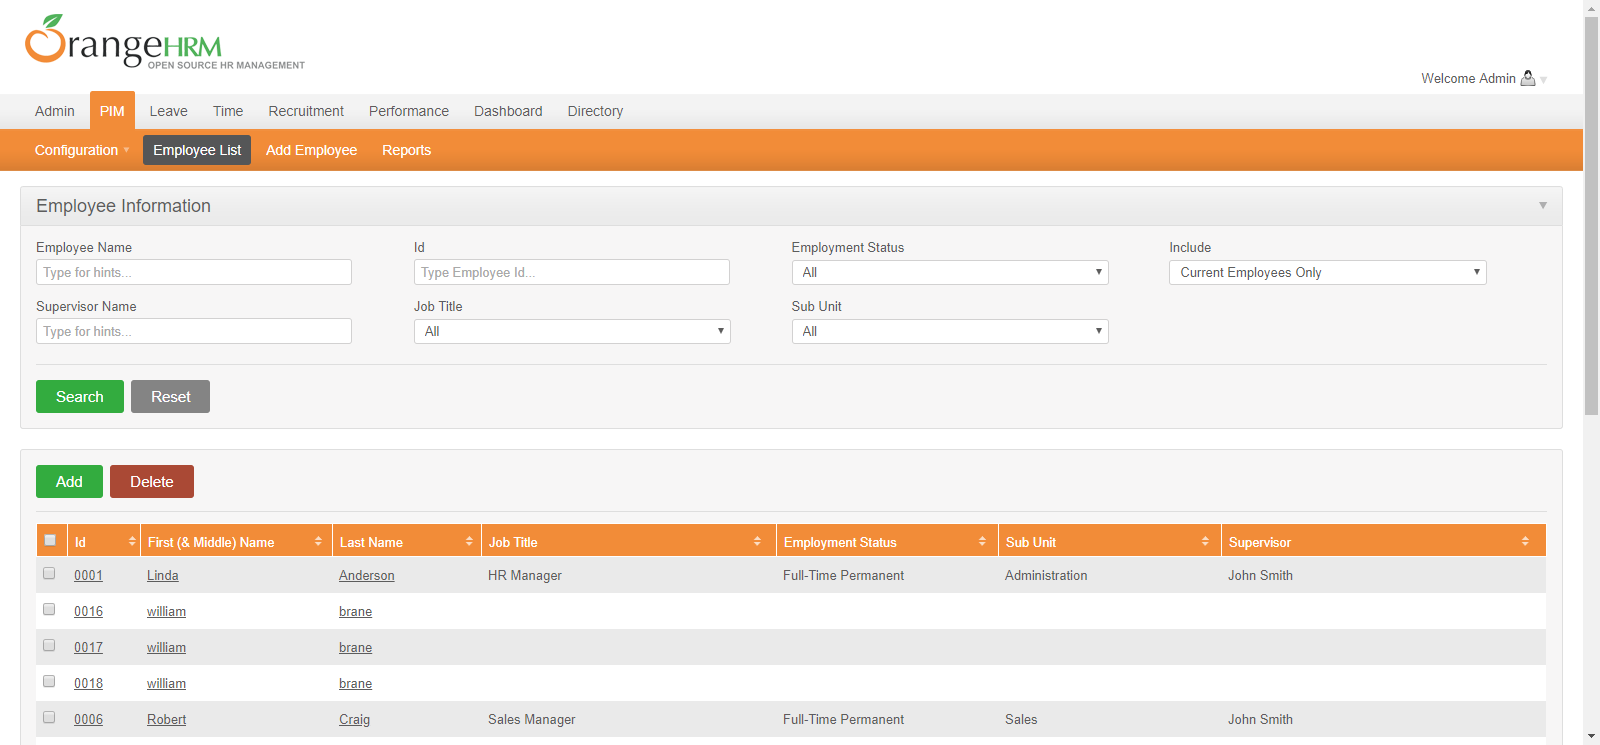 OrangeHRM
OPEN SOURCE HR MANAGEMENT
Welcome Admin
Admin PIM Leave Time Recruitment Performance Dashboard Directory
Configuration Employee List Add Employee Reports
Employee Information
Employee Name Id Employment Status Include
Type for hints... Type Employee Id... All Current Employees Only
Supervisor Name Job Title Sub Unit
Type for hints... All All
Search Reset
Add Delete
Id First (& Middle) Name Last Name Job Title Employment Status Sub Unit Supervisor
0001 Linda Anderson HR Manager Full-Time Permanent Administration John Smith
0016 william brane
0017 william brane
0018 william brane
0006 Robert Craig Sales Manager Full-Time Permanent Sales John Smith